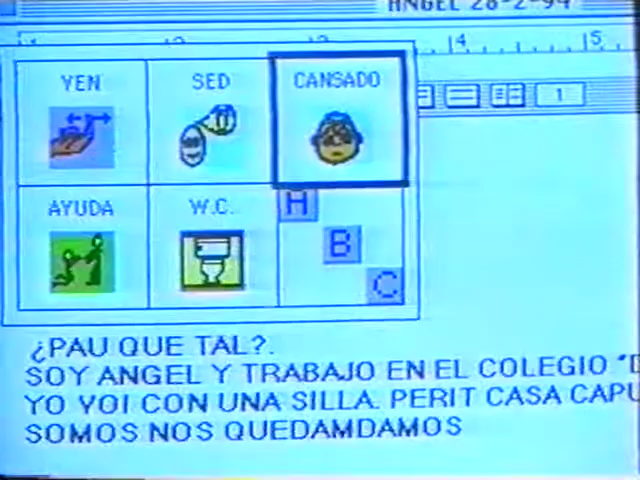 ANGEL 28-2-94
14 15
YEN SED CANSADO
1
AYUDA W.C. H
B
C
¿PAU QUE TAL?.
SOY ANGEL Y TRABAJO EN EL COLEGIO "D
YO VOI CON UNA SILLA. PERIT CASA CAPU
SOMOS NOS QUEDAMDAMOS